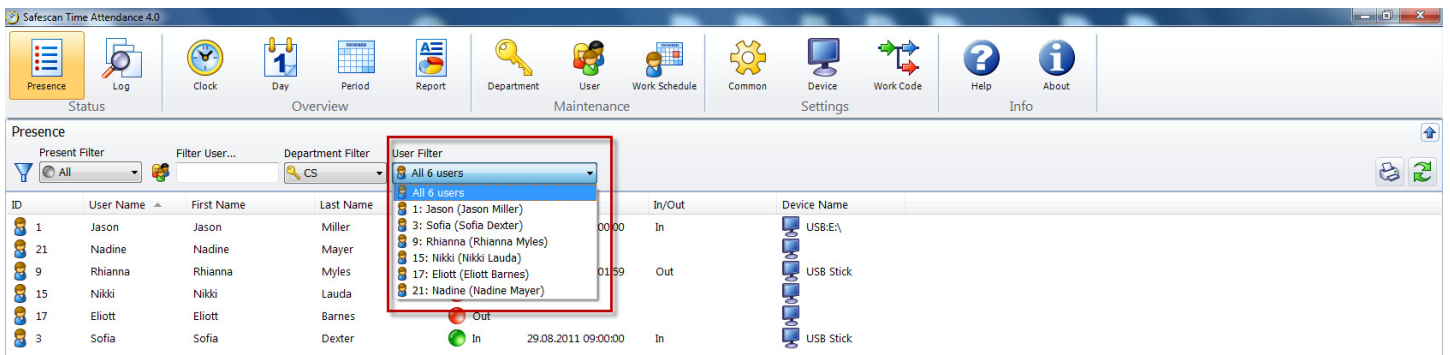 Safescan Time Attendance 4.0
Presence Log Clock Day Period Report Department User Work Schedule Common Device Work Code Help About
Status Overview Maintenance Settings Info
Presence
Present Filter Filter User... Department Filter User Filter
All CS All 6 users
All 6 users
ID User Name First Name Last Name In/Out Device Name
1: Jason (Jason Miller)
1 Jason Jason Miller 00:00 In USB:E:\
3: Sofia (Sofia Dexter)
21 Nadine Nadine Mayer
9: Rhianna (Rhianna Myles)
15: Nikki (Nikki Lauda)
9 Rhianna Rhianna Myles 01:59 Out USB Stick
17: Eliott (Eliott Barnes)
21: Nadine (Nadine Mayer)
15 Nikki Nikki Lauda
17 Eliott Eliott Barnes Out
3 Sofia Sofia Dexter In 29.08.2011 09:00:00 In USB Stick